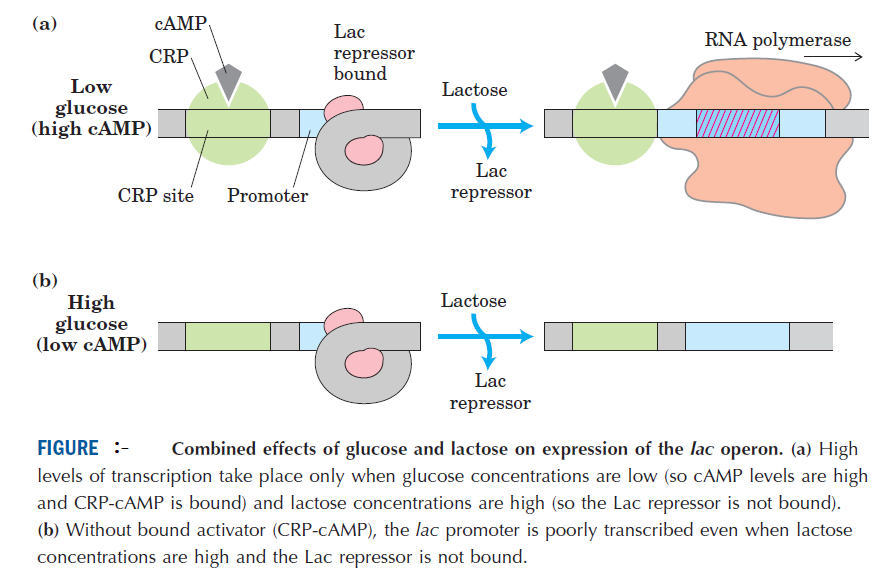 (a)
cAMP
CRP
Lac
repressor
bound
RNA polymerase
Low
glucose
(high cAMP)
Lactose
Lac
repressor
CRP site
Promoter
(b)
High
glucose
(low cAMP)
Lactose
Lac
repressor
FIGURE :- Combined effects of glucose and lactose on expression of the lac operon. (a) High
levels of transcription take place only when glucose concentrations are low (so cAMP levels are high
and CRP-cAMP is bound) and lactose concentrations are high (so the Lac repressor is not bound).
(b) Without bound activator (CRP-cAMP), the lac promoter is poorly transcribed even when lactose
concentrations are high and the Lac repressor is not bound.